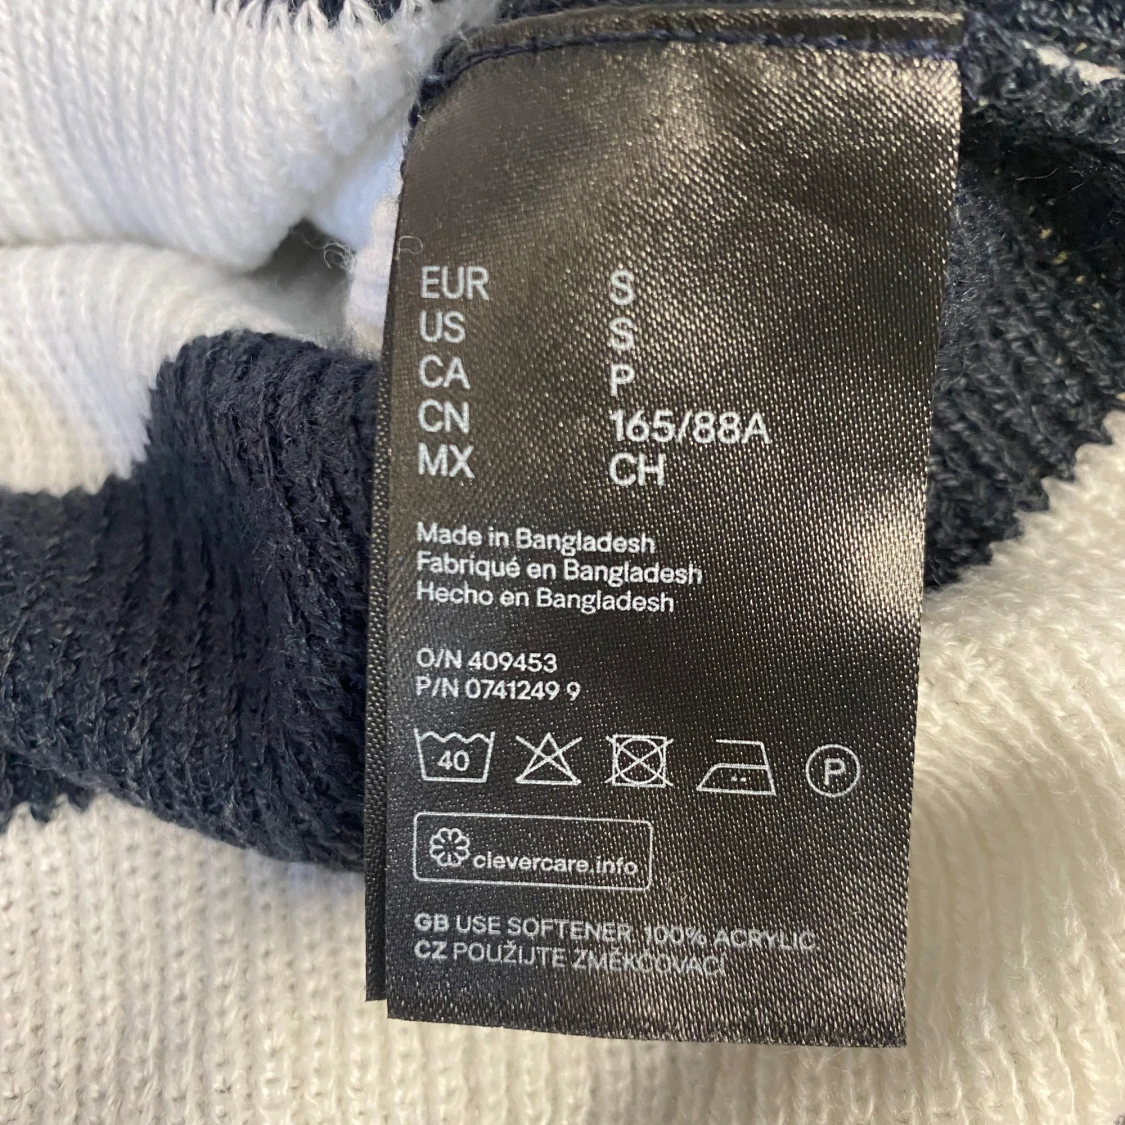 EUR S
US S
CA P
CN 165/88A
MX CH
Made in Bangladesh
Fabriqué en Bangladesh
Hecho en Bangladesh
O/N 409453
P/N 0741249 9
40
P
clevercare.info
GB USE SOFTENER 100% ACRYLIC
CZ POUŽIJTE ZMĚKČOVAČÍ